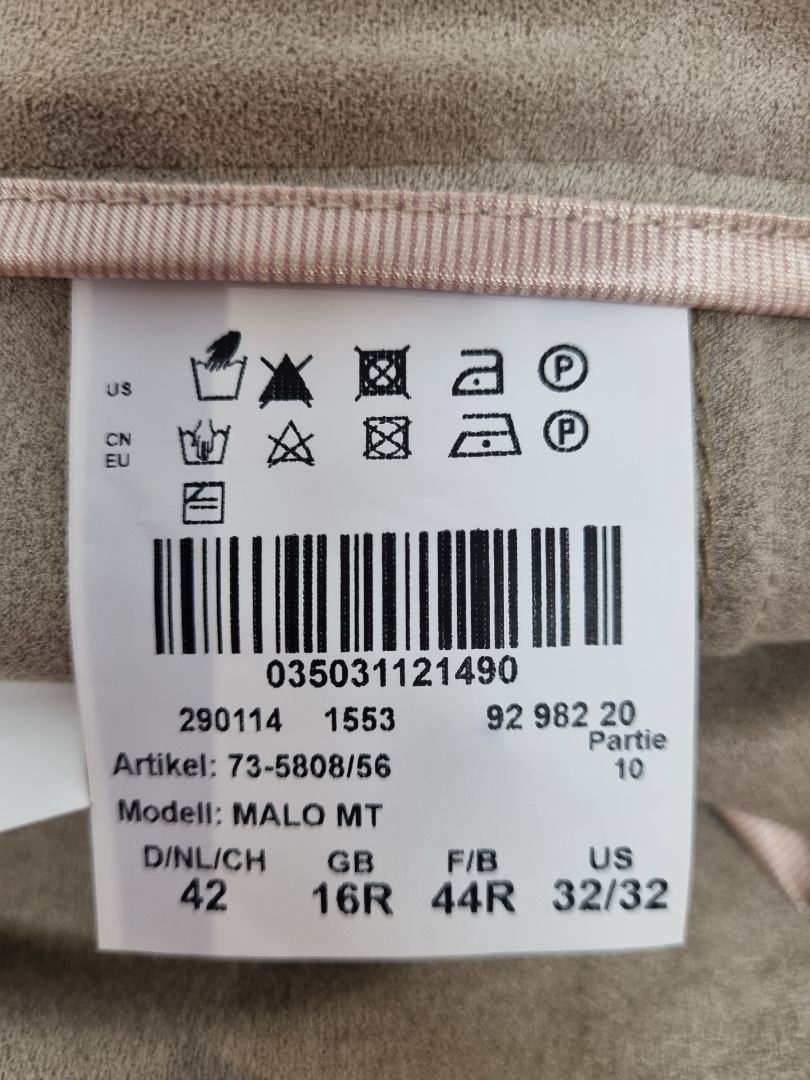 US
P
CN
EU
P
035031121490
290114 1553 92 982 20
Partie
Artikel: 73-5808/56 10
Modell: MALO MT
D/NL/CH GB F/B US
42 16R 44R 32/32